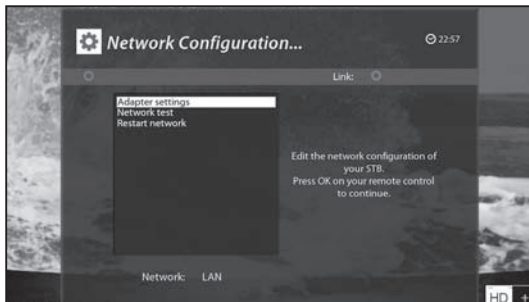 Network Configuration...
22:57
Link:
Adapter settings
Network test
Restart network
Edit the network configuration of
your STB.
Press OK on your remote control
to continue.
Network: LAN
HD